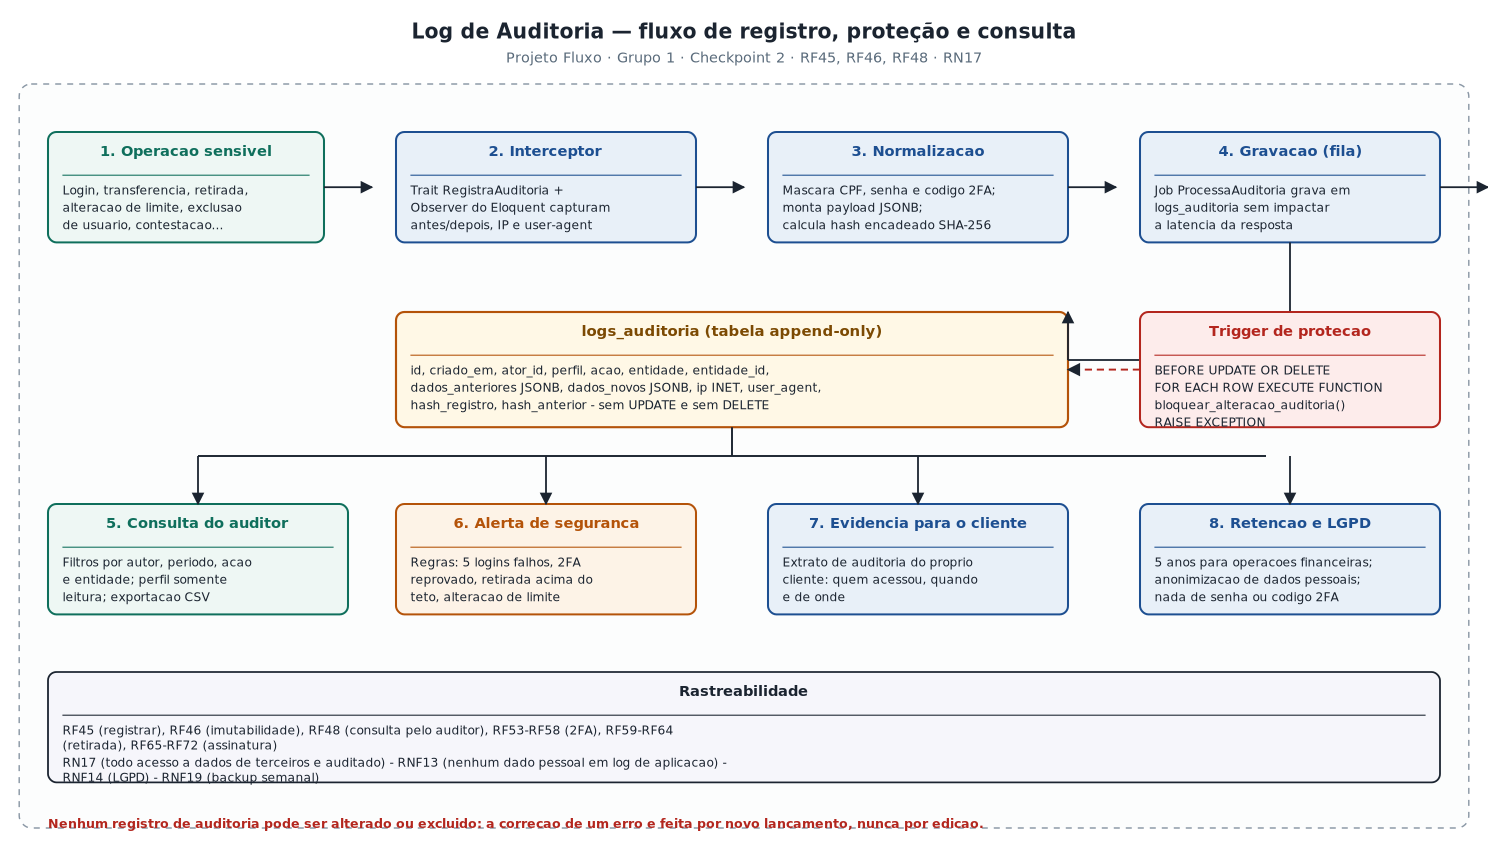 Log de Auditoria — fluxo de registro, proteção e consulta
Projeto Fluxo · Grupo 1 · Checkpoint 2 · RF45, RF46, RF48 · RN17
1. Operacao sensivel
Login, transferencia, retirada,
alteracao de limite, exclusao
de usuario, contestacao...
2. Interceptor
Trait RegistraAuditoria +
Observer do Eloquent capturam
antes/depois, IP e user-agent
3. Normalizacao
Mascara CPF, senha e codigo 2FA;
monta payload JSONB;
calcula hash encadeado SHA-256
4. Gravacao (fila)
Job ProcessaAuditoria grava em
logs_auditoria sem impactar
a latencia da resposta
logs_auditoria (tabela append-only)
id, criado_em, ator_id, perfil, acao, entidade, entidade_id,
dados_anteriores JSONB, dados_novos JSONB, ip INET, user_agent,
hash_registro, hash_anterior - sem UPDATE e sem DELETE
Trigger de protecao
BEFORE UPDATE OR DELETE
FOR EACH ROW EXECUTE FUNCTION
bloquear_alteracao_auditoria()
RAISE EXCEPTION
5. Consulta do auditor
Filtros por autor, periodo, acao
e entidade; perfil somente
leitura; exportacao CSV
6. Alerta de seguranca
Regras: 5 logins falhos, 2FA
reprovado, retirada acima do
teto, alteracao de limite
7. Evidencia para o cliente
Extrato de auditoria do proprio
cliente: quem acessou, quando
e de onde
8. Retencao e LGPD
5 anos para operacoes financeiras;
anonimizacao de dados pessoais;
nada de senha ou codigo 2FA
Rastreabilidade
RF45 (registrar), RF46 (imutabilidade), RF48 (consulta pelo auditor), RF53-RF58 (2FA), RF59-RF64
(retirada), RF65-RF72 (assinatura)
RN17 (todo acesso a dados de terceiros e auditado) - RNF13 (nenhum dado pessoal em log de aplicacao) -
RNF14 (LGPD) - RNF19 (backup semanal)
Nenhum registro de auditoria pode ser alterado ou excluido: a correcao de um erro e feita por novo lancamento, nunca por edicao.